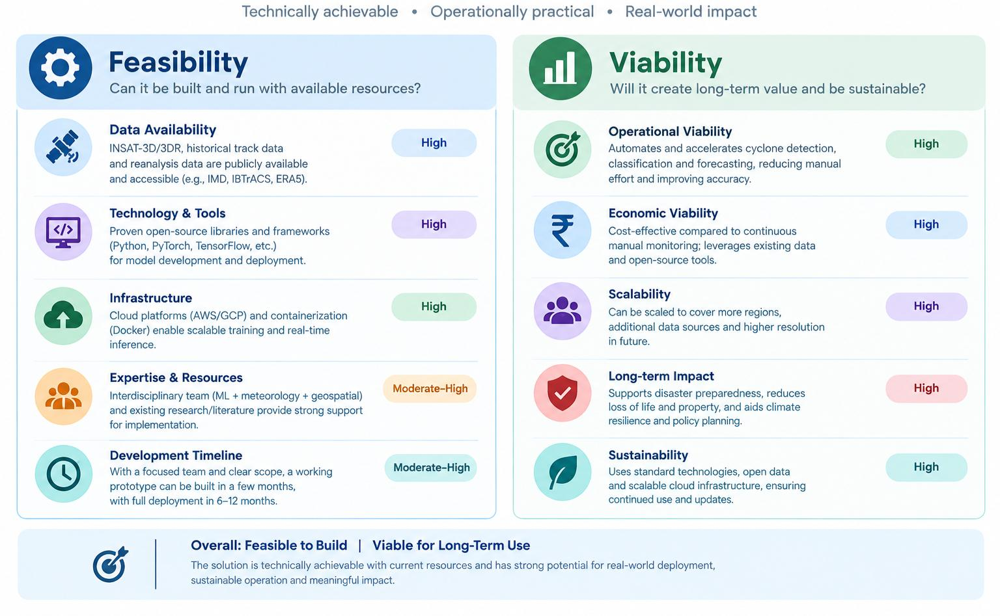 Technically achievable • Operationally practical • Real-world impact
Feasibility
Can it be built and run with available resources?
Data Availability
INSAT-3D/3DR, historical track data
and reanalysis data are publicly available
and accessible (e.g., IMD, IBTrACS, ERA5).
High
Technology & Tools
Proven open-source libraries and frameworks
(Python, PyTorch, TensorFlow, etc.)
for model development and deployment.
High
Infrastructure
Cloud platforms (AWS/GCP) and containerization
(Docker) enable scalable training and real-time
inference.
High
Expertise & Resources
Interdisciplinary team (ML + meteorology + geospatial)
and existing research/literature provide strong support
for implementation.
Moderate–High
Development Timeline
With a focused team and clear scope, a working
prototype can be built in a few months,
with full deployment in 6–12 months.
Moderate–High
Viability
Will it create long-term value and be sustainable?
Operational Viability
Automates and accelerates cyclone detection,
classification and forecasting, reducing manual
effort and improving accuracy.
High
₹
Economic Viability
Cost-effective compared to continuous
manual monitoring; leverages existing data
and open-source tools.
High
Scalability
Can be scaled to cover more regions,
additional data sources and higher resolution
in future.
High
Long-term Impact
Supports disaster preparedness, reduces
loss of life and property, and aids climate
resilience and policy planning.
High
Sustainability
Uses standard technologies, open data
and scalable cloud infrastructure, ensuring
continued use and updates.
High
Overall: Feasible to Build | Viable for Long-Term Use
The solution is technically achievable with current resources and has strong potential for real-world deployment,
sustainable operation and meaningful impact.